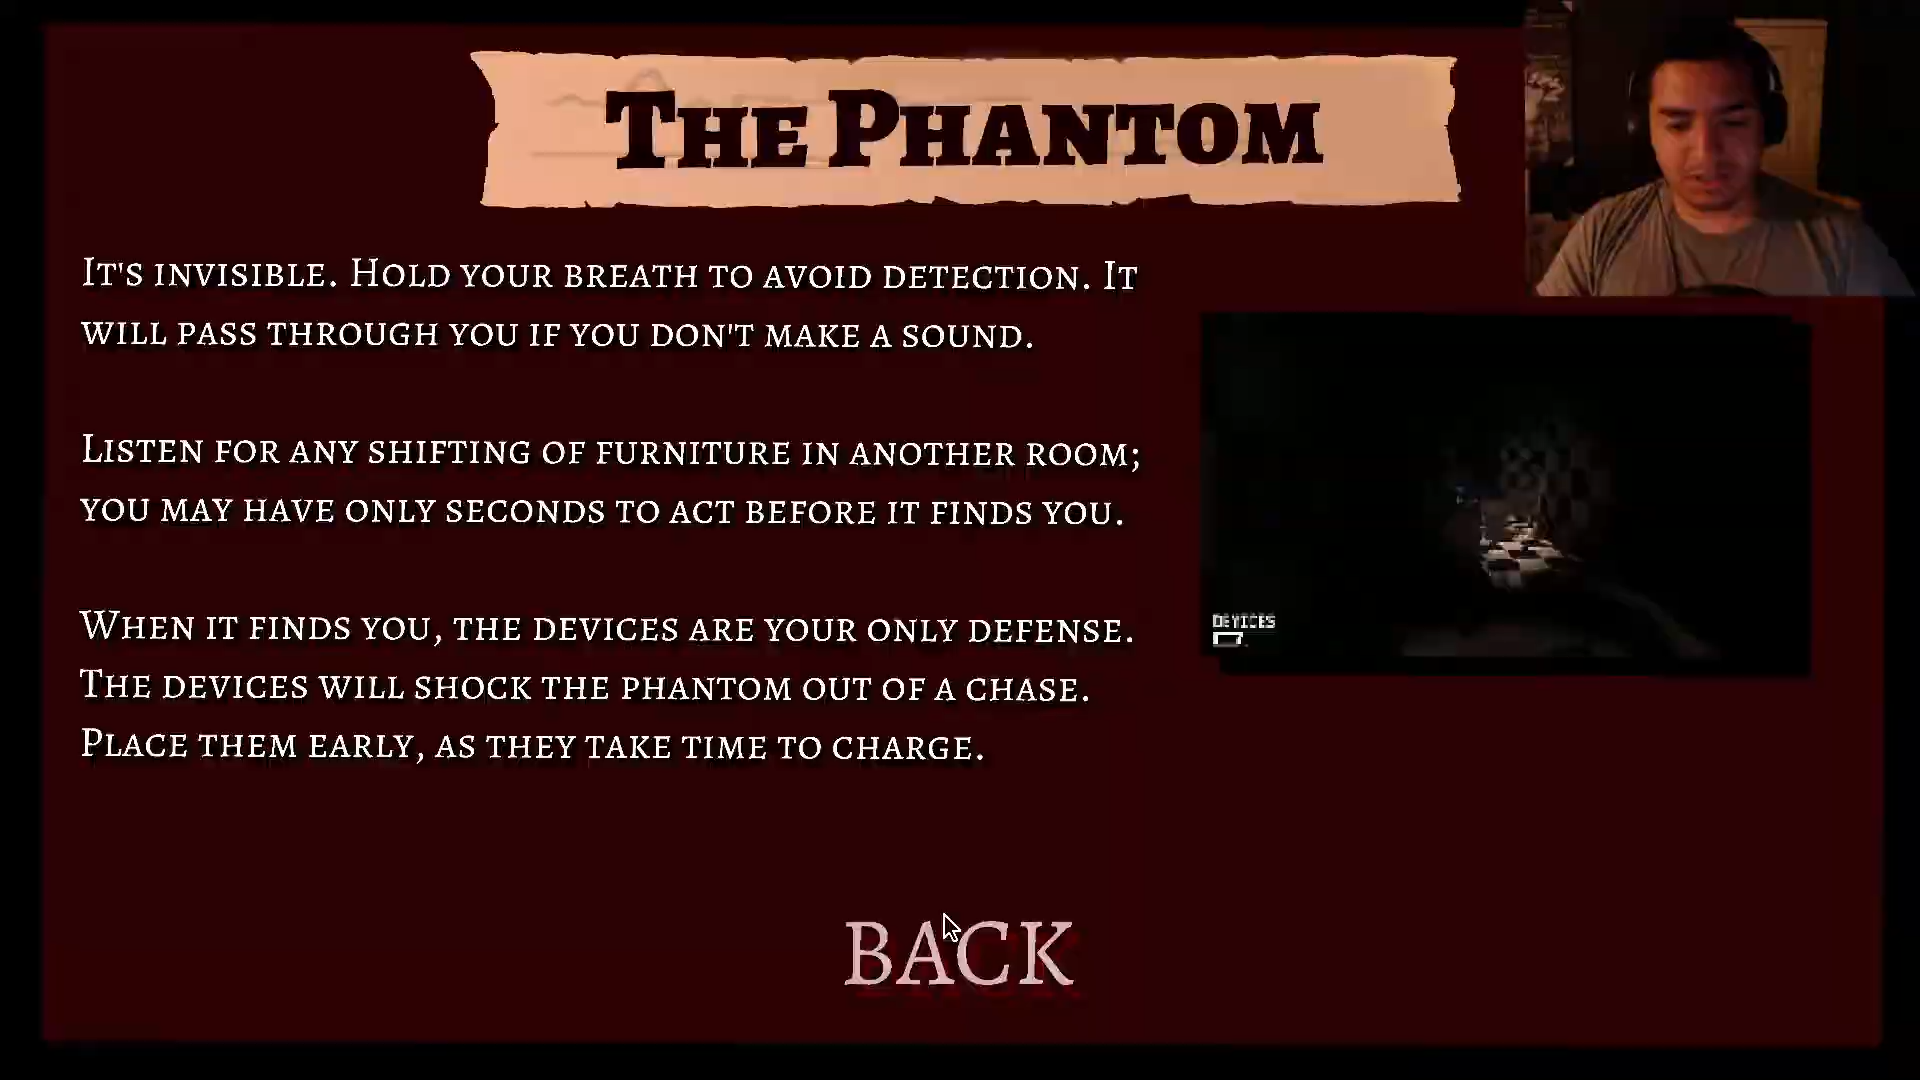 The Phantom
It's invisible. Hold your breath to avoid detection. It
will pass through you if you don't make a sound.
Listen for any shifting of furniture in another room;
you may have only seconds to act before it finds you.
When it finds you, the devices are your only defense.
The devices will shock the phantom out of a chase.
Place them early, as they take time to charge.
DEVICES
BACK